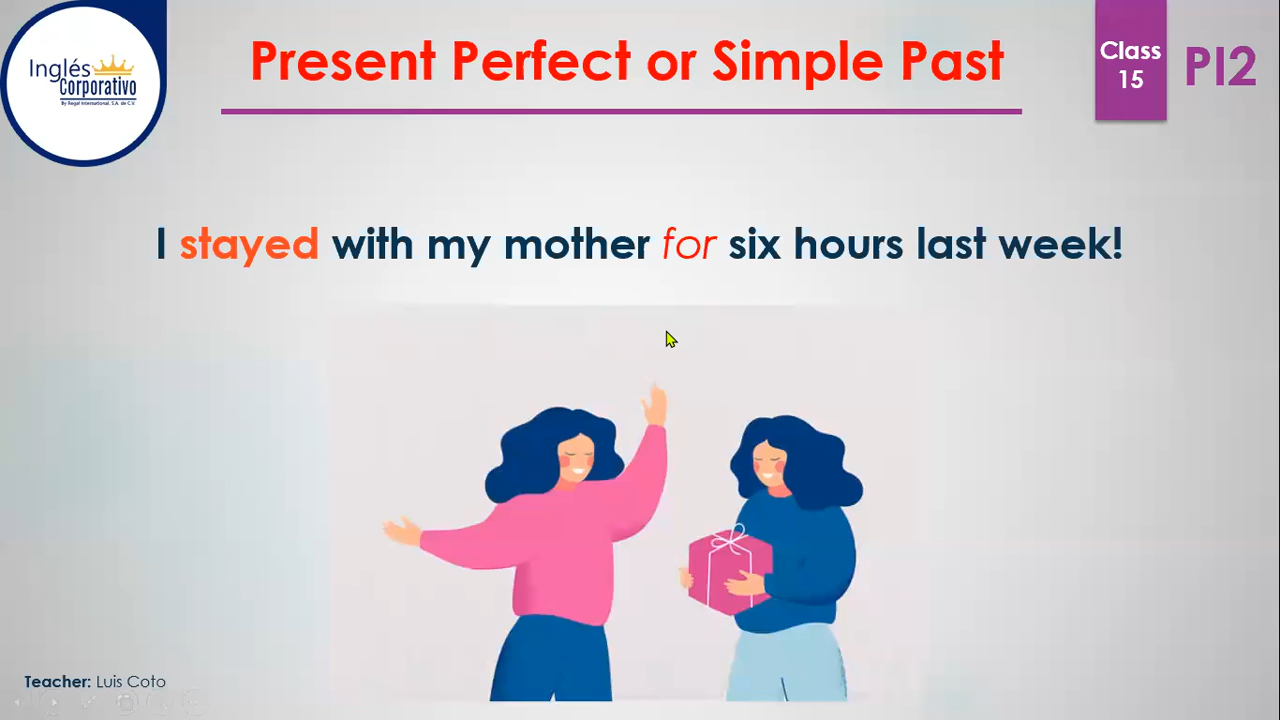 Inglés
Corporativo
By Regal International, S.A. de C.V.
Present Perfect or Simple Past
Class
15
PI2
I stayed with my mother for six hours last week!
Teacher: Luis Coto